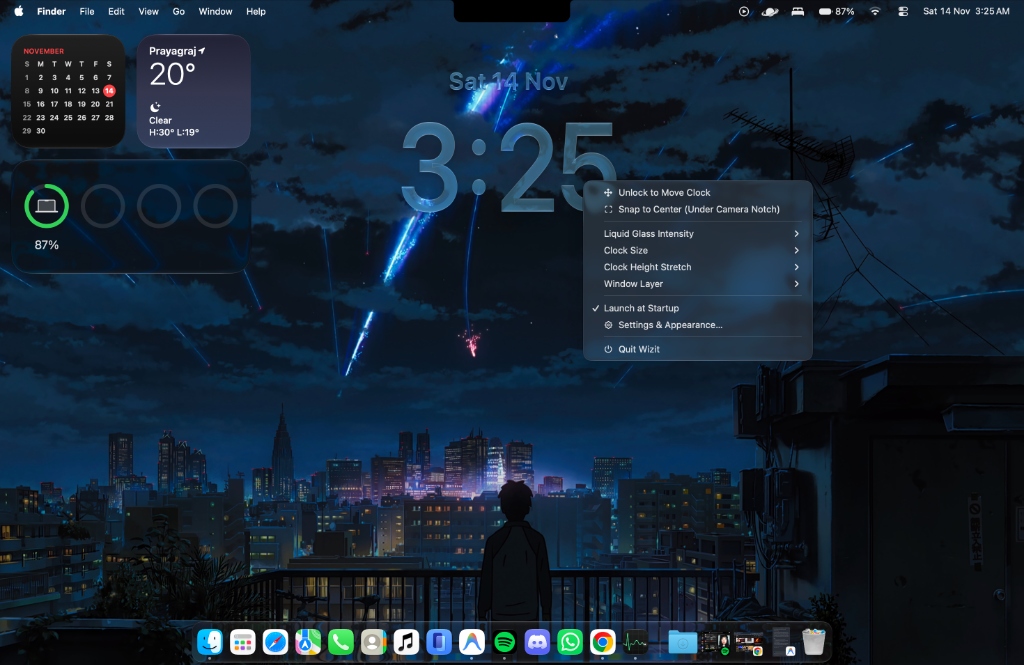 Finder File Edit View Go Window Help 87% Sat 14 Nov 3:25 AM
NOVEMBER
S M T W T F S
1 2 3 4 5 6 7
8 9 10 11 12 13 14
15 16 17 18 19 20 21
22 23 24 25 26 27 28
29 30
Prayagraj
20°
Clear
H:30° L:19°
87%
Sat 14 Nov
3:25
Unlock to Move Clock
Snap to Center (Under Camera Notch)
Liquid Glass Intensity
Clock Size
Clock Height Stretch
Window Layer
Launch at Startup
Settings & Appearance...
Quit Wizit